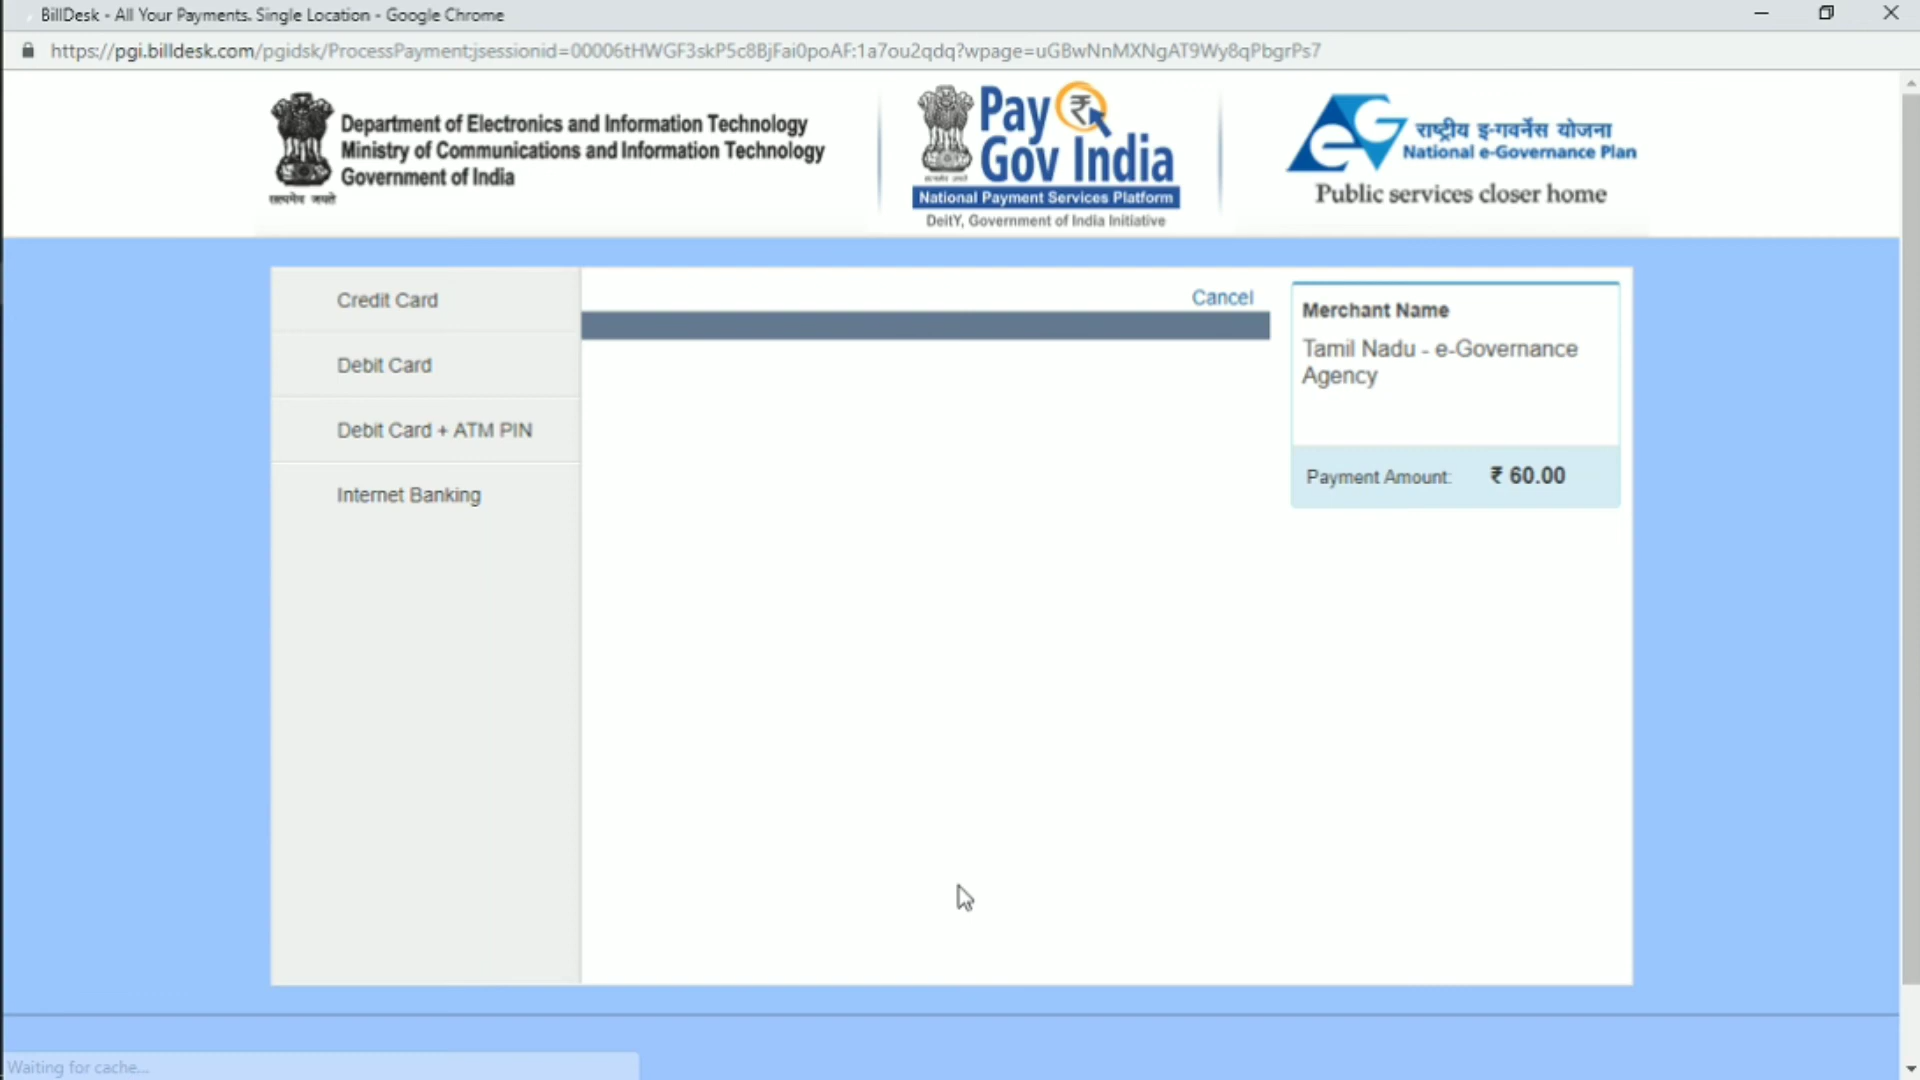 BillDesk - All Your Payments. Single Location - Google Chrome
https://pgi.billdesk.com/pgidsk/ProcessPayment;jsessionid=00006tHWGF3skP5c8BjFai0poAF:1a7ou2qdq?wpage=uGBwNnMXNgAT9Wy8qPbgrPs7
Department of Electronics and Information Technology
Ministry of Communications and Information Technology
Government of India
सत्यमेव जयते
Pay
Gov India
सत्यमेव जयते
National Payment Services Platform
DeitY, Government of India Initiative
राष्ट्रीय इ-गवर्नेंस योजना
National e-Governance Plan
Public services closer home
Credit Card
Debit Card
Debit Card + ATM PIN
Internet Banking
Cancel
Merchant Name
Tamil Nadu - e-Governance
Agency
Payment Amount: ₹ 60.00
Waiting for cache...